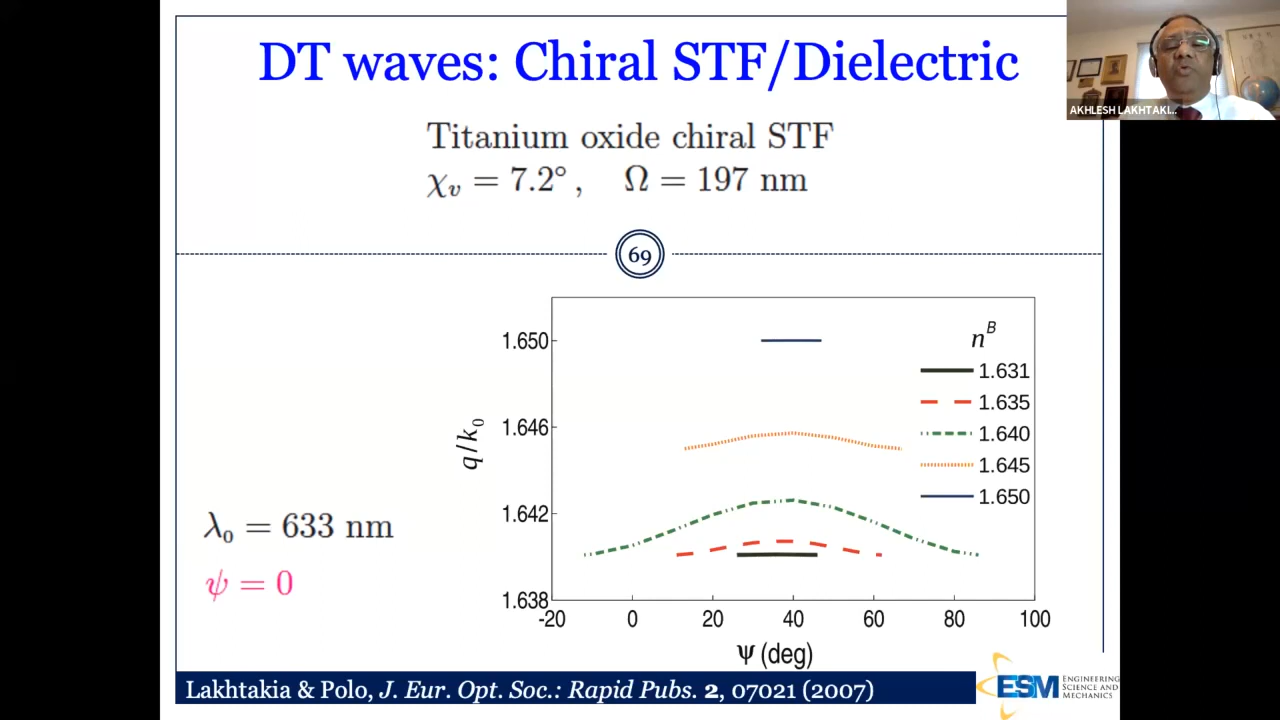 DT waves: Chiral STF/Dielectric
AKHLESH LAKHTAKI...
Titanium oxide chiral STF
χᵥ = 7.2° , Ω = 197 nm
69
λ₀ = 633 nm
ψ = 0
1.650
1.646
1.642
1.638
q/k₀
-20 0 20 40 60 80 100
ψ (deg)
nᴮ
1.631
1.635
1.640
1.645
1.650
Lakhtakia & Polo, J. Eur. Opt. Soc.: Rapid Pubs. 2, 07021 (2007)
ESM
ENGINEERING
SCIENCE AND
MECHANICS